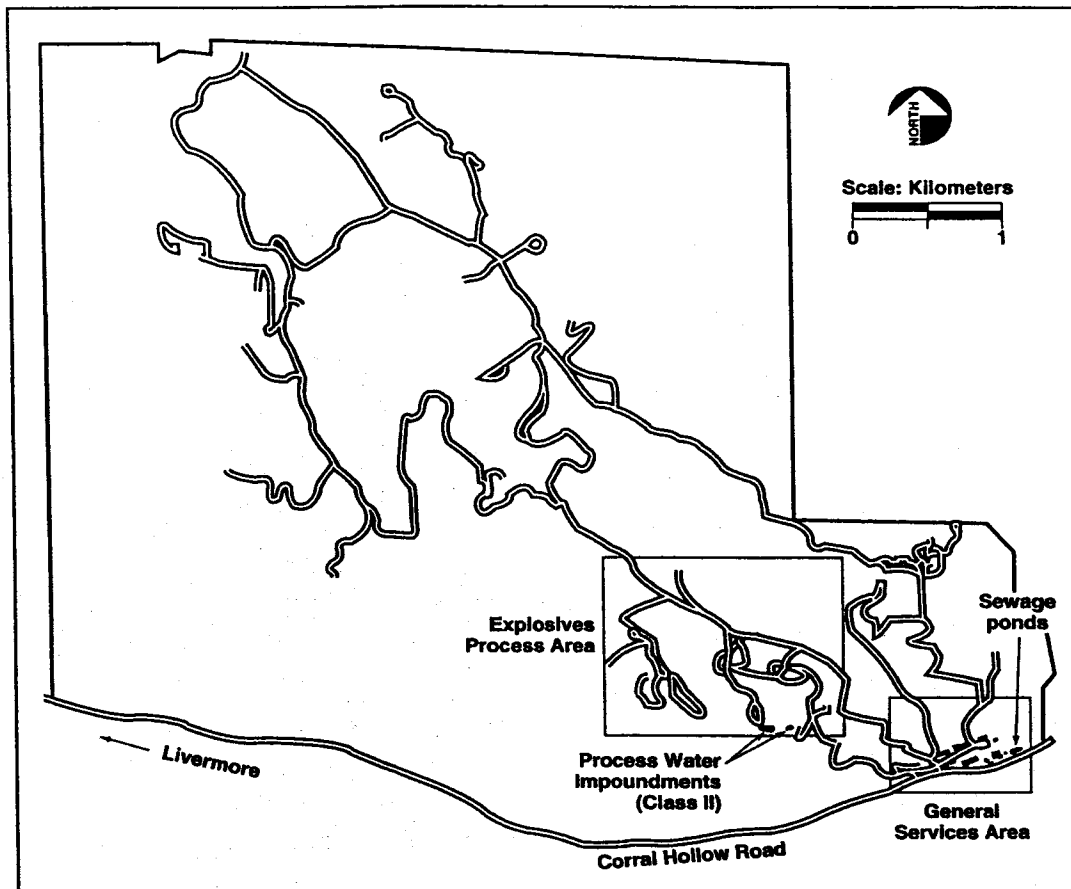 NORTH
Scale: Kilometers
0 1
Sewage
ponds
Explosives
Process Area
Livermore
Process Water
Impoundments
(Class II)
General
Services Area
Corral Hollow Road